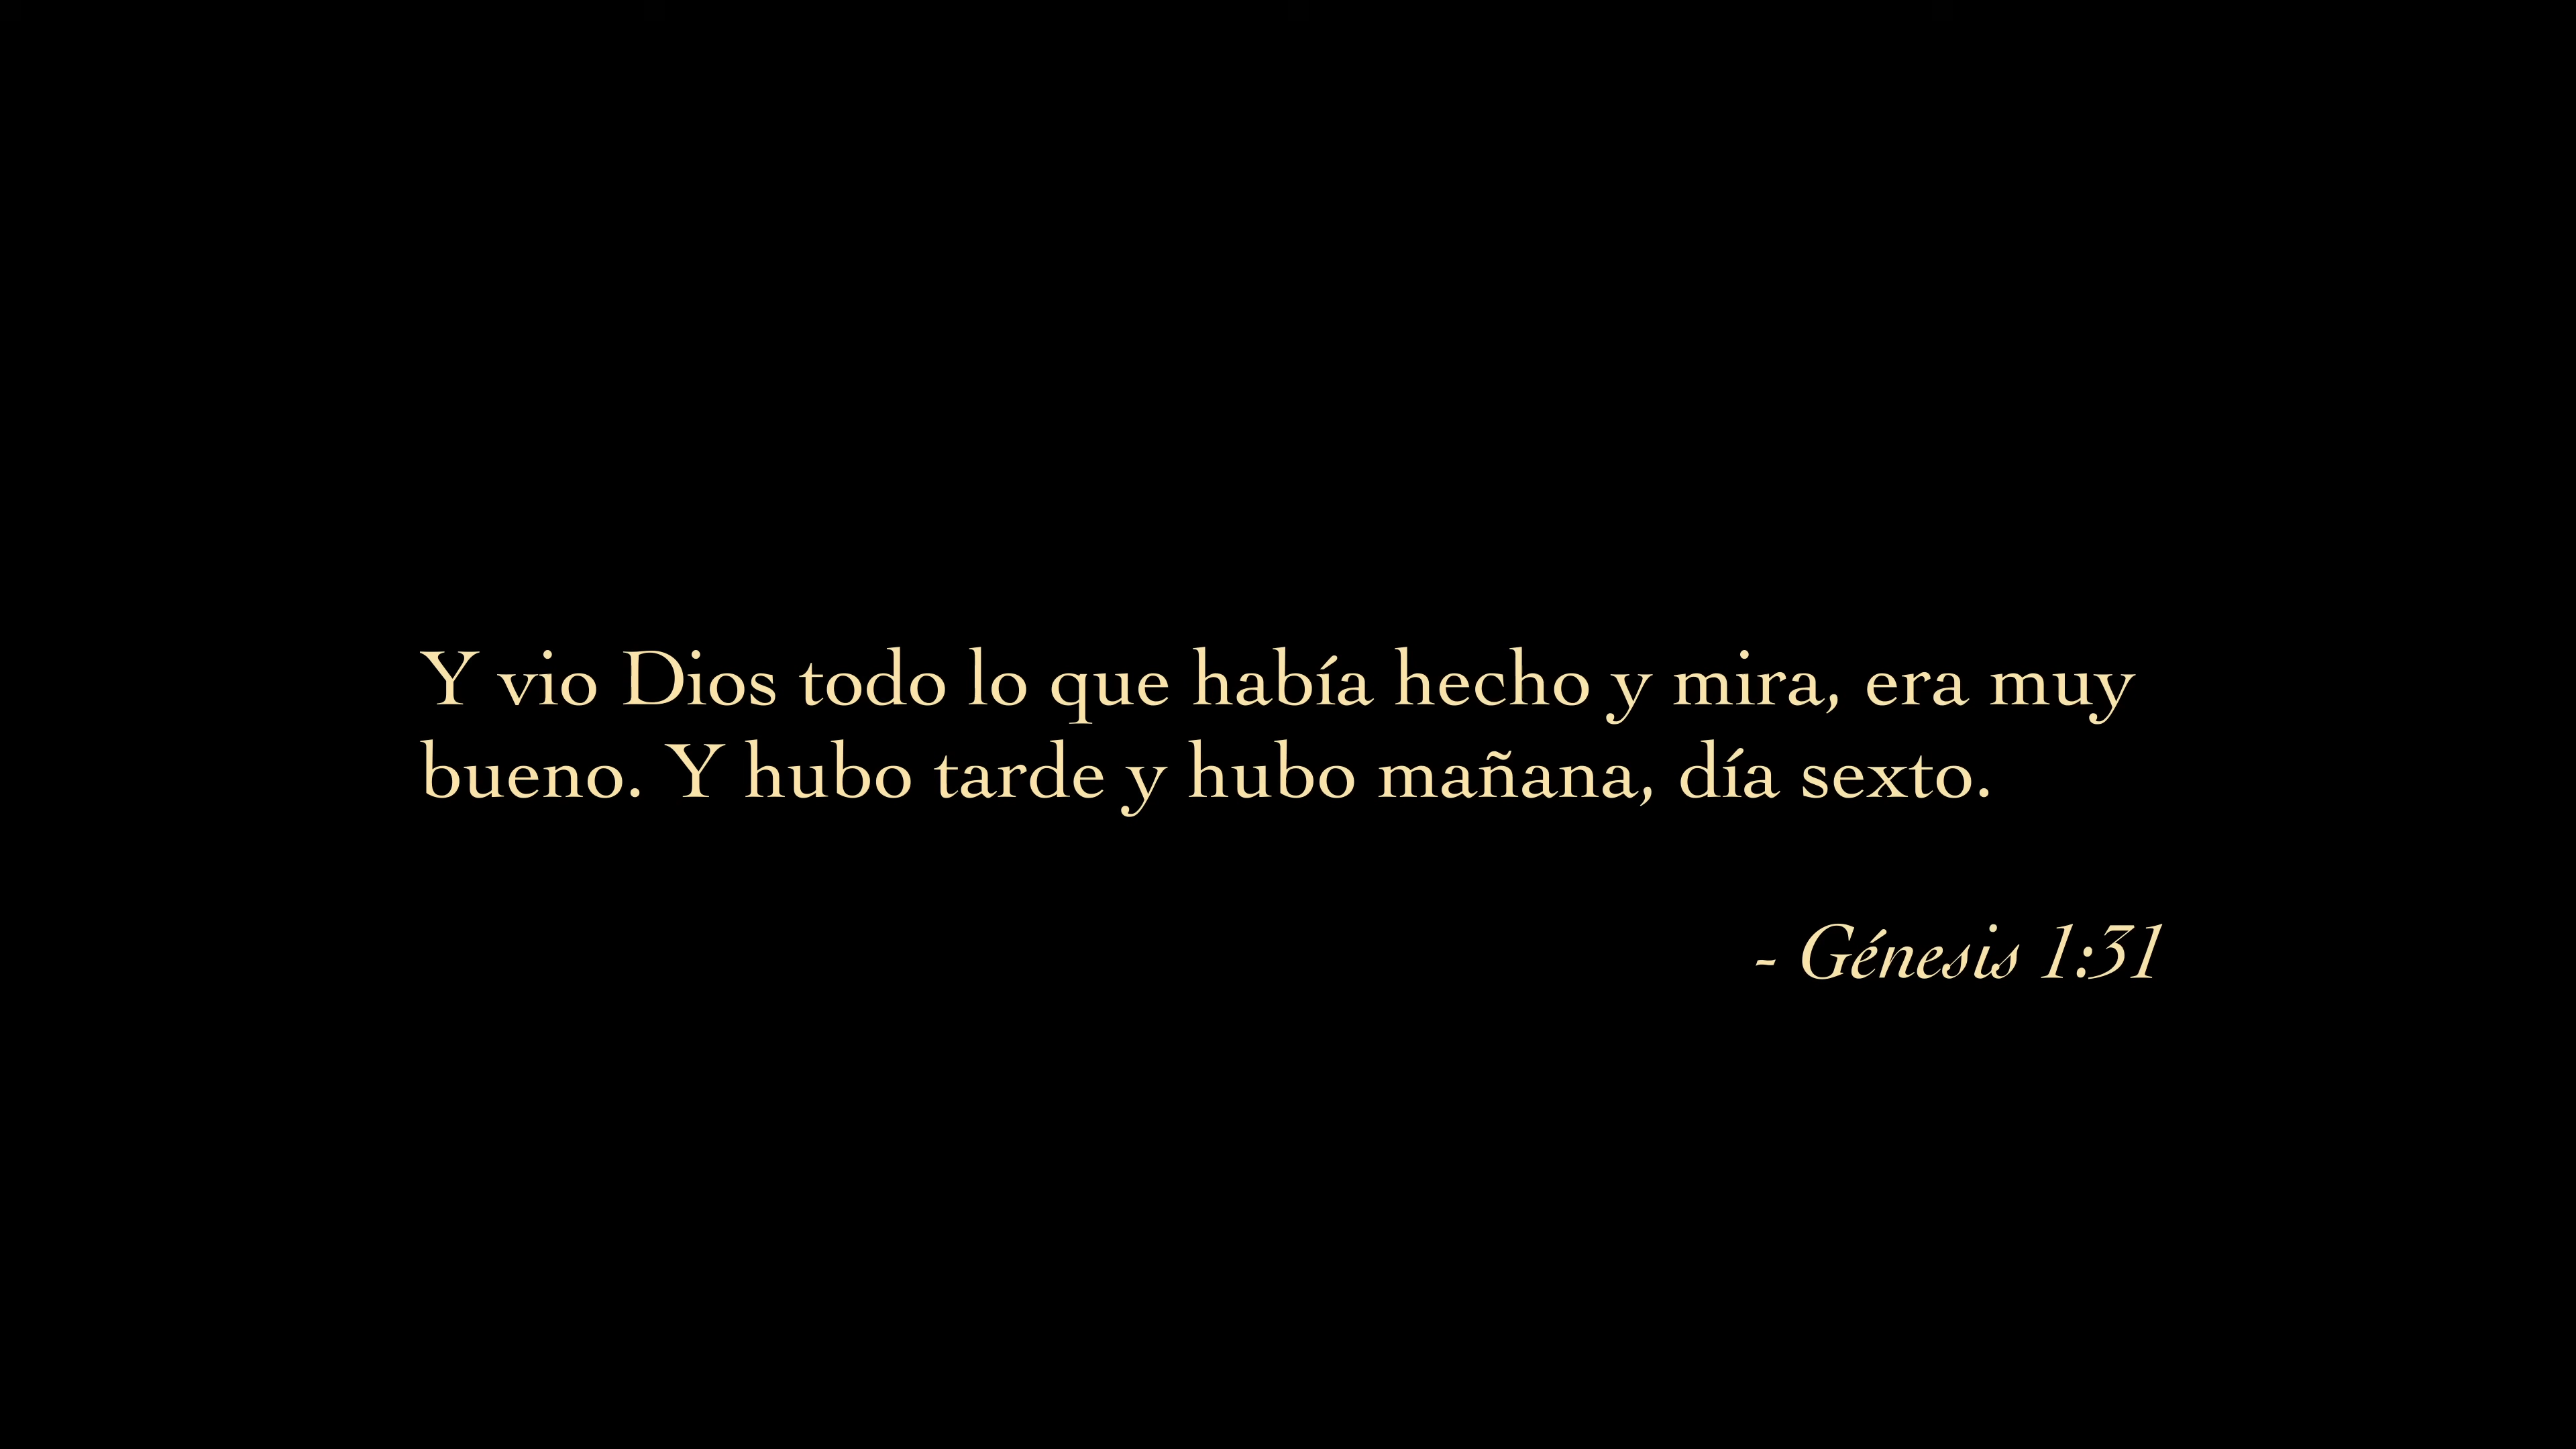 Y vio Dios todo lo que había hecho y mira, era muy
bueno. Y hubo tarde y hubo mañana, día sexto.
- Génesis 1:31